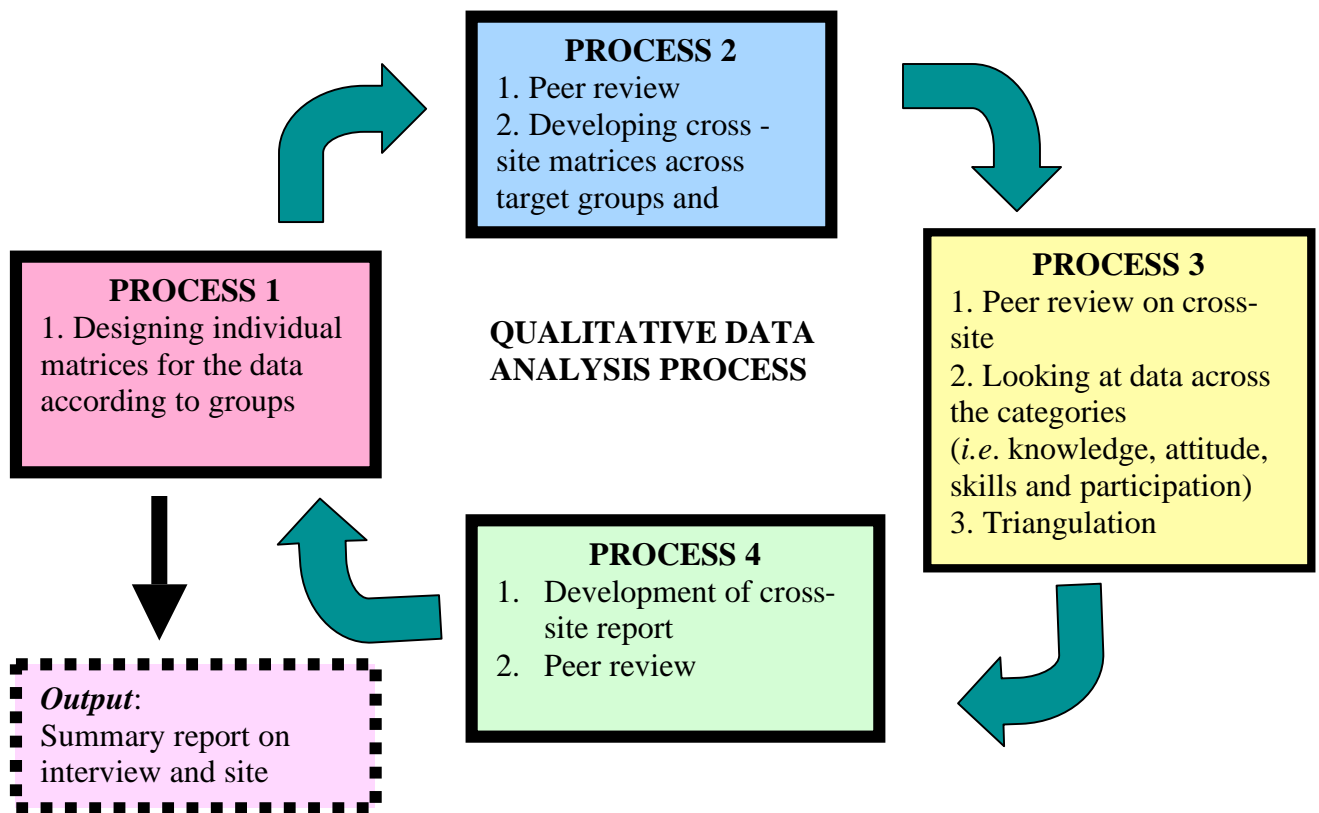 PROCESS 2
1. Peer review
2. Developing cross -
site matrices across
target groups and
PROCESS 1
1. Designing individual
matrices for the data
according to groups
QUALITATIVE DATA
ANALYSIS PROCESS
PROCESS 3
1. Peer review on cross-
site
2. Looking at data across
the categories
(i.e. knowledge, attitude,
skills and participation)
3. Triangulation
PROCESS 4
1. Development of cross-
site report
2. Peer review
Output:
Summary report on
interview and site